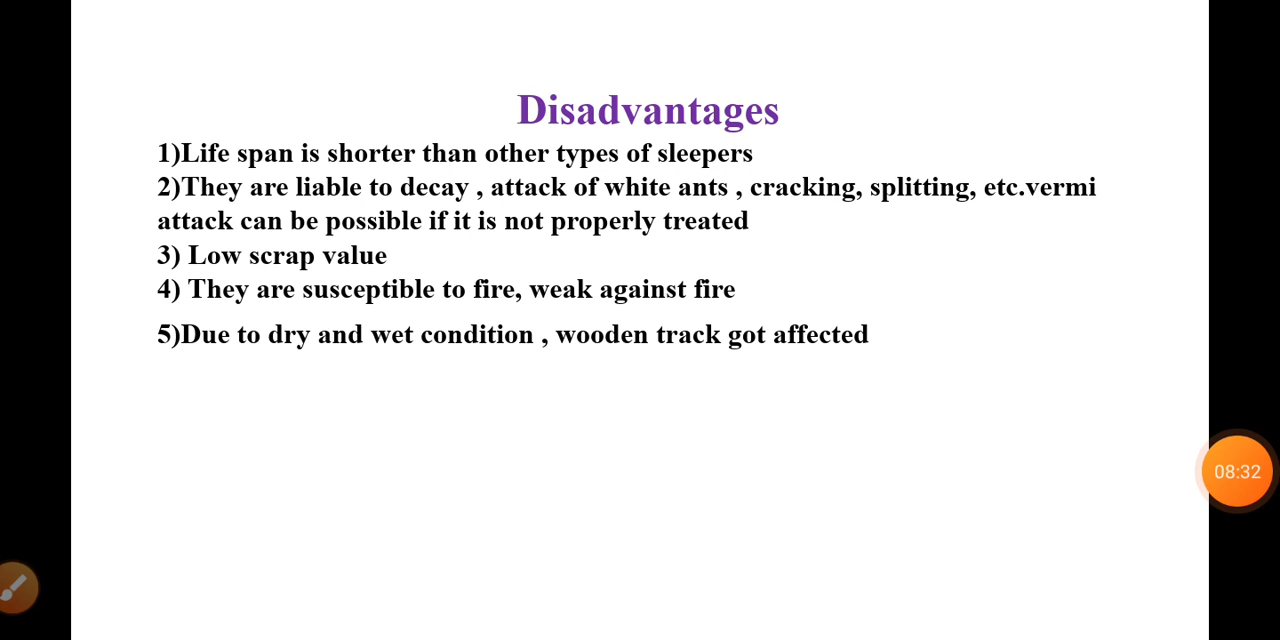 Disadvantages
1)Life span is shorter than other types of sleepers
2)They are liable to decay , attack of white ants , cracking, splitting, etc.vermi
attack can be possible if it is not properly treated
3) Low scrap value
4) They are susceptible to fire, weak against fire
5)Due to dry and wet condition , wooden track got affected
08:32